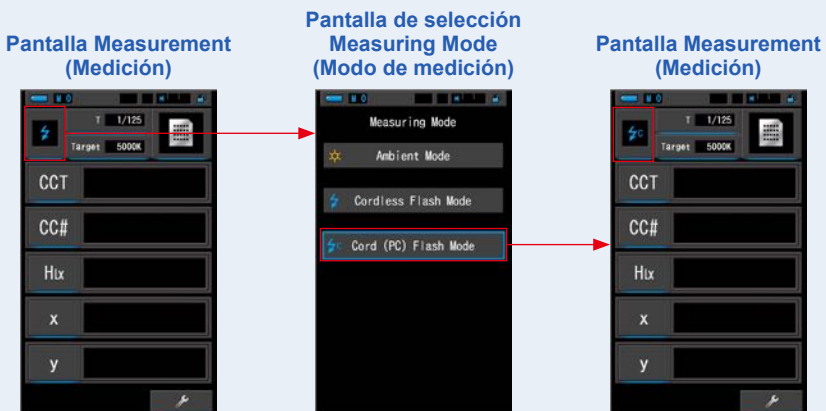 Pantalla Measurement
(Medición)
T 1/125
Target 5000K
CCT
CC#
HLx
x
y
Pantalla de selección
Measuring Mode
(Modo de medición)
Measuring Mode
Ambient Mode
Cordless Flash Mode
C Cord (PC) Flash Mode
Pantalla Measurement
(Medición)
C
T 1/125
Target 5000K
CCT
CC#
HLx
x
y